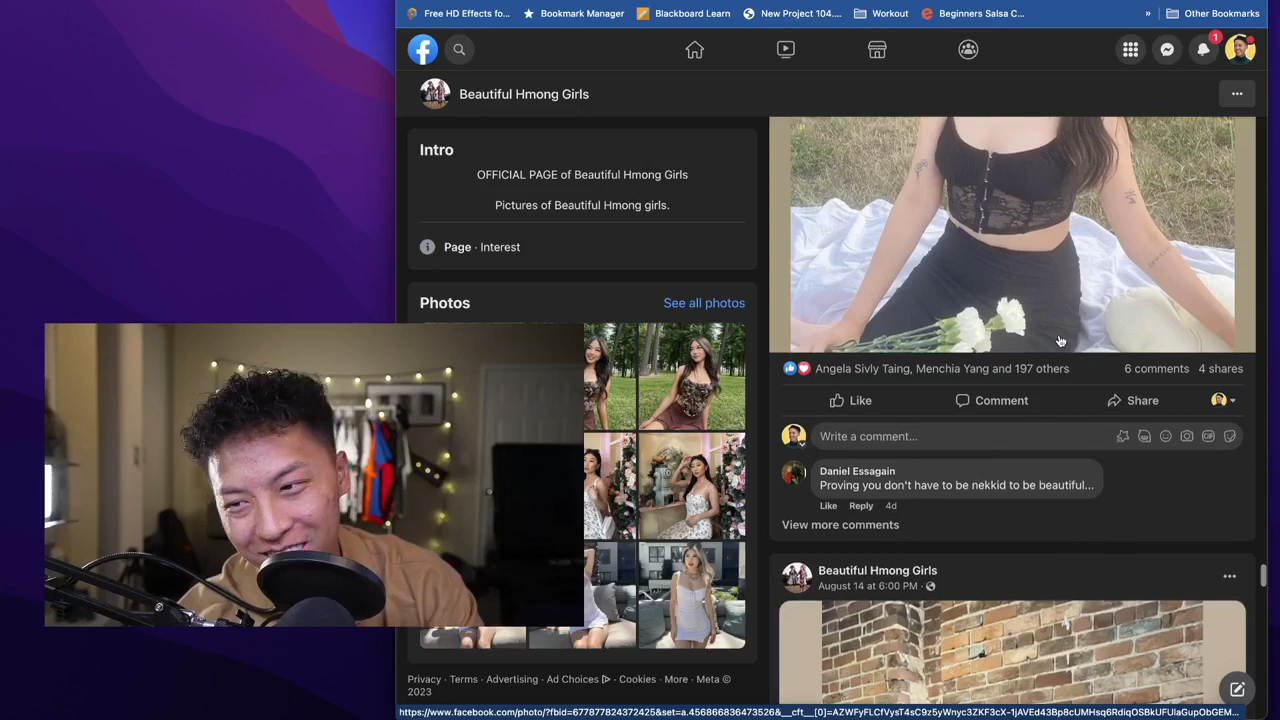 Free HD Effects fo...
Bookmark Manager
Blackboard Learn
New Project 104....
Workout
Beginners Salsa C...
»
Other Bookmarks
1
Beautiful Hmong Girls
Intro
OFFICIAL PAGE of Beautiful Hmong Girls
Pictures of Beautiful Hmong girls.
Page · Interest
Photos
See all photos
Privacy · Terms · Advertising · Ad Choices · Cookies · More · Meta ©
2023
Angela Sivly Taing, Menchia Yang and 197 others
6 comments 4 shares
Like
Comment
Share
Write a comment...
GIF
Daniel Essagain
Proving you don't have to be nekkid to be beautiful...
Like Reply 4d
View more comments
Beautiful Hmong Girls
August 14 at 6:00 PM ·